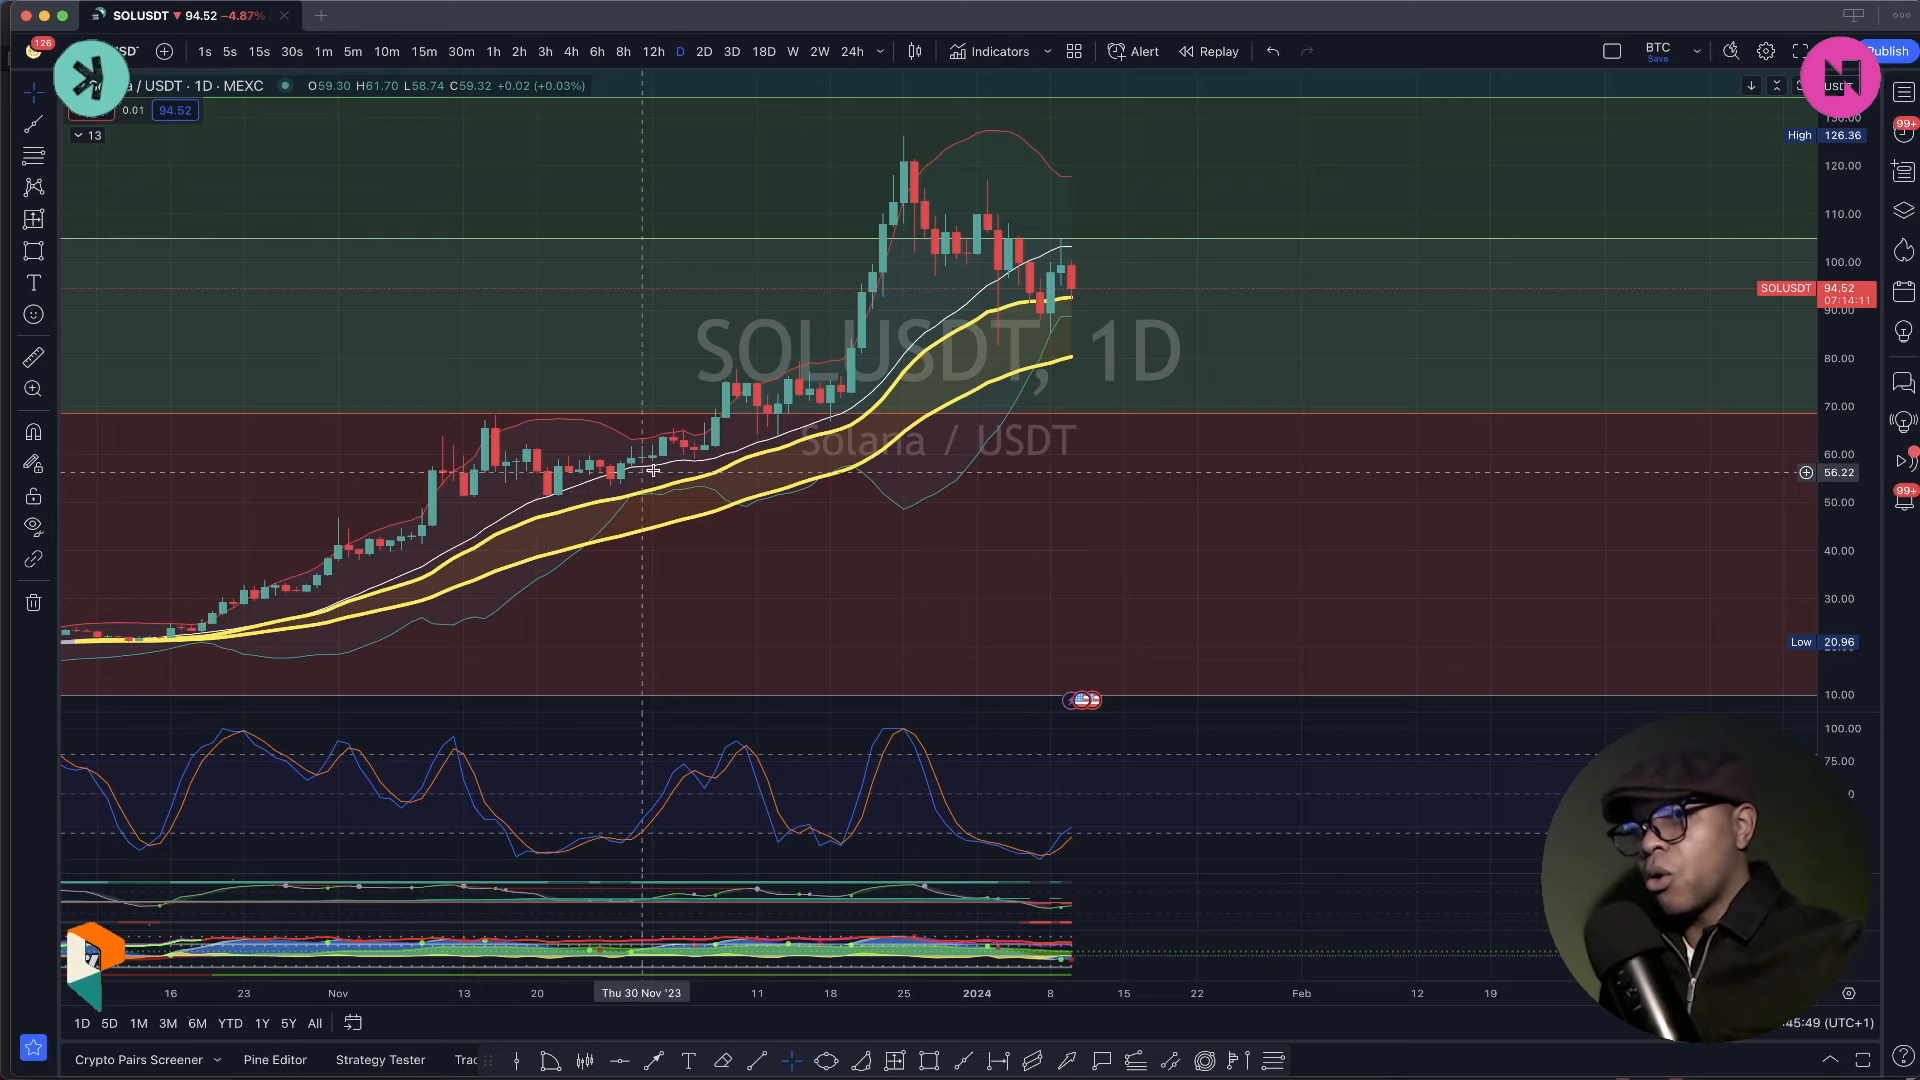 SOLUSDT ▼ 94.52 −4.87%
126
1s 5s 15s 30s 1m 5m 10m 15m 30m 1h 2h 3h 4h 6h 8h 12h D 2D 3D 18D W 2W 24h
Indicators
Alert
Replay
BTC
Save
Publish
/ USDT · 1D · MEXC
O59.30 H61.70 L58.74 C59.32 +0.02 (+0.03%)
0.01
94.52
13
USDT
High 126.36
120.00
110.00
100.00
SOLUSDT 94.52
07:14:11
90.00
SOLUSDT, 1D
Solana / USDT
80.00
70.00
60.00
56.22
50.00
40.00
30.00
Low 20.96
10.00
100.00
75.00
0
99+
99+
16 23 Nov 13 20 Thu 30 Nov '23 11 18 25 2024 8 15 22 Feb 12 19
1D 5D 1M 3M 6M YTD 1Y 5Y All
:45:49 (UTC+1)
Crypto Pairs Screener
Pine Editor
Strategy Tester